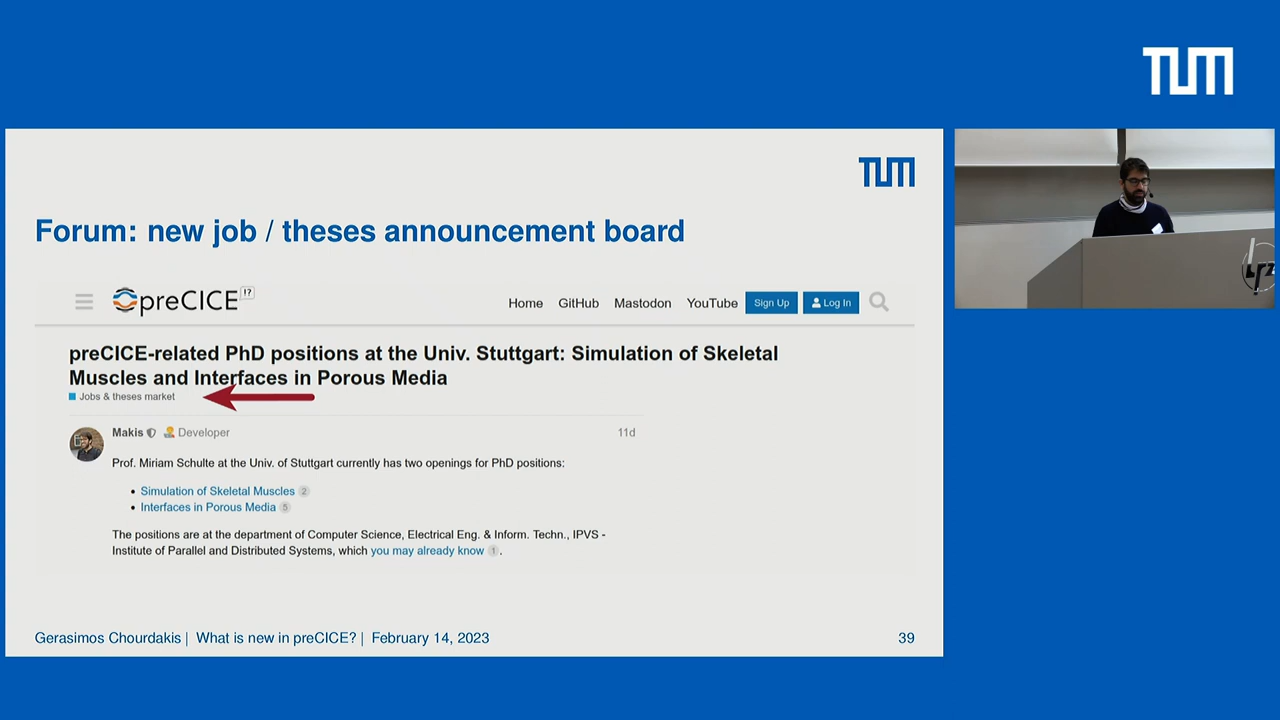 TUM
TUM
Forum: new job / theses announcement board
preCICE !?
Home GitHub Mastodon YouTube Sign Up Log In
preCICE-related PhD positions at the Univ. Stuttgart: Simulation of Skeletal
Muscles and Interfaces in Porous Media
Jobs & theses market
Makis Developer 11d
Prof. Miriam Schulte at the Univ. of Stuttgart currently has two openings for PhD positions:
• Simulation of Skeletal Muscles 2
• Interfaces in Porous Media 5
The positions are at the department of Computer Science, Electrical Eng. & Inform. Techn., IPVS -
Institute of Parallel and Distributed Systems, which you may already know 1.
Gerasimos Chourdakis | What is new in preCICE? | February 14, 2023 39
lrz